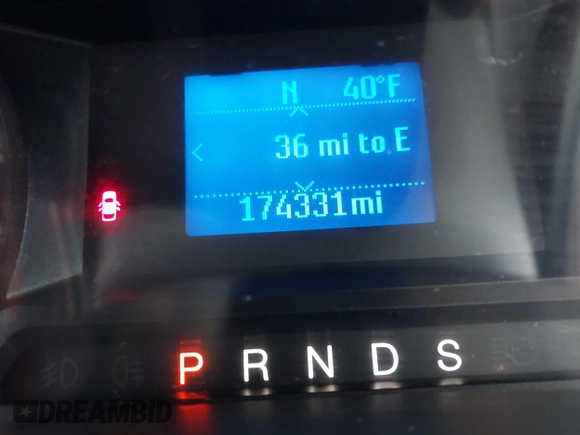 N 40°F
36 mi to E
174331mi
P R N D S
DREAMBID